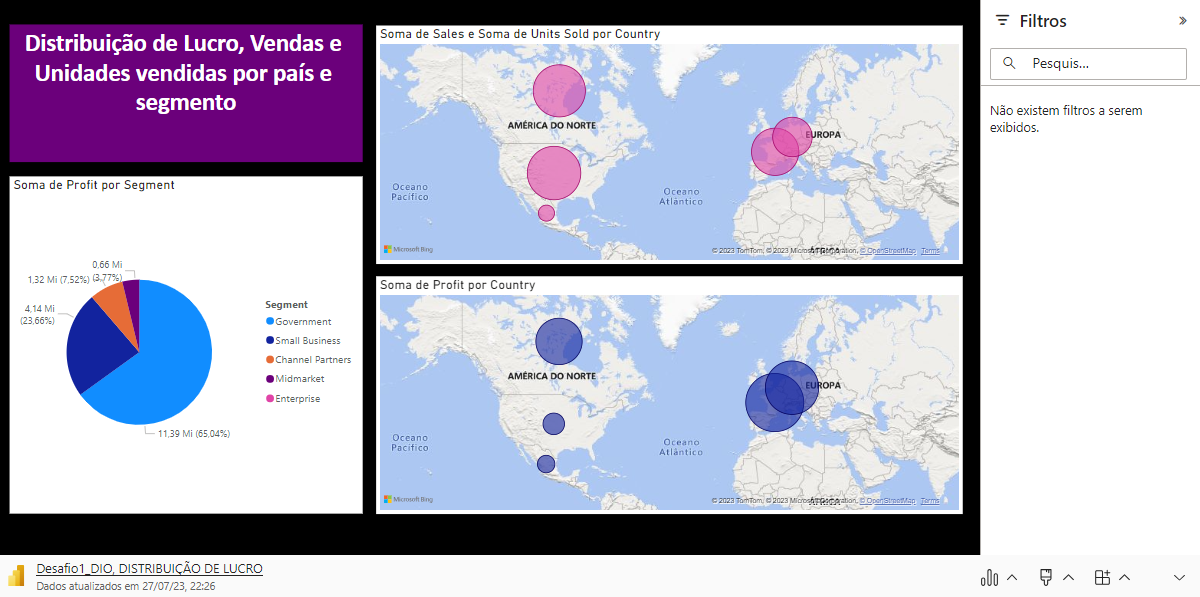 Distribuição de Lucro, Vendas e
Unidades vendidas por país e
segmento
Soma de Profit por Segment
0,66 Mi
(3,77%)
1,32 Mi (7,52%)
4,14 Mi
(23,66%)
11,39 Mi (65,04%)
Segment
Government
Small Business
Channel Partners
Midmarket
Enterprise
Soma de Sales e Soma de Units Sold por Country
AMÉRICA DO NORTE
EUROPA
Oceano
Pacífico
Oceano
Atlântico
ÁFRICA
Microsoft Bing
© 2023 TomTom, © 2023 Microsoft Corporation, © OpenStreetMap Terms
Soma de Profit por Country
AMÉRICA DO NORTE
EUROPA
Oceano
Pacífico
Oceano
Atlântico
ÁFRICA
Microsoft Bing
© 2023 TomTom, © 2023 Microsoft Corporation, © OpenStreetMap Terms
Filtros
Pesquis...
Não existem filtros a serem
exibidos.
Desafio1_DIO, DISTRIBUIÇÃO DE LUCRO
Dados atualizados em 27/07/23, 22:26